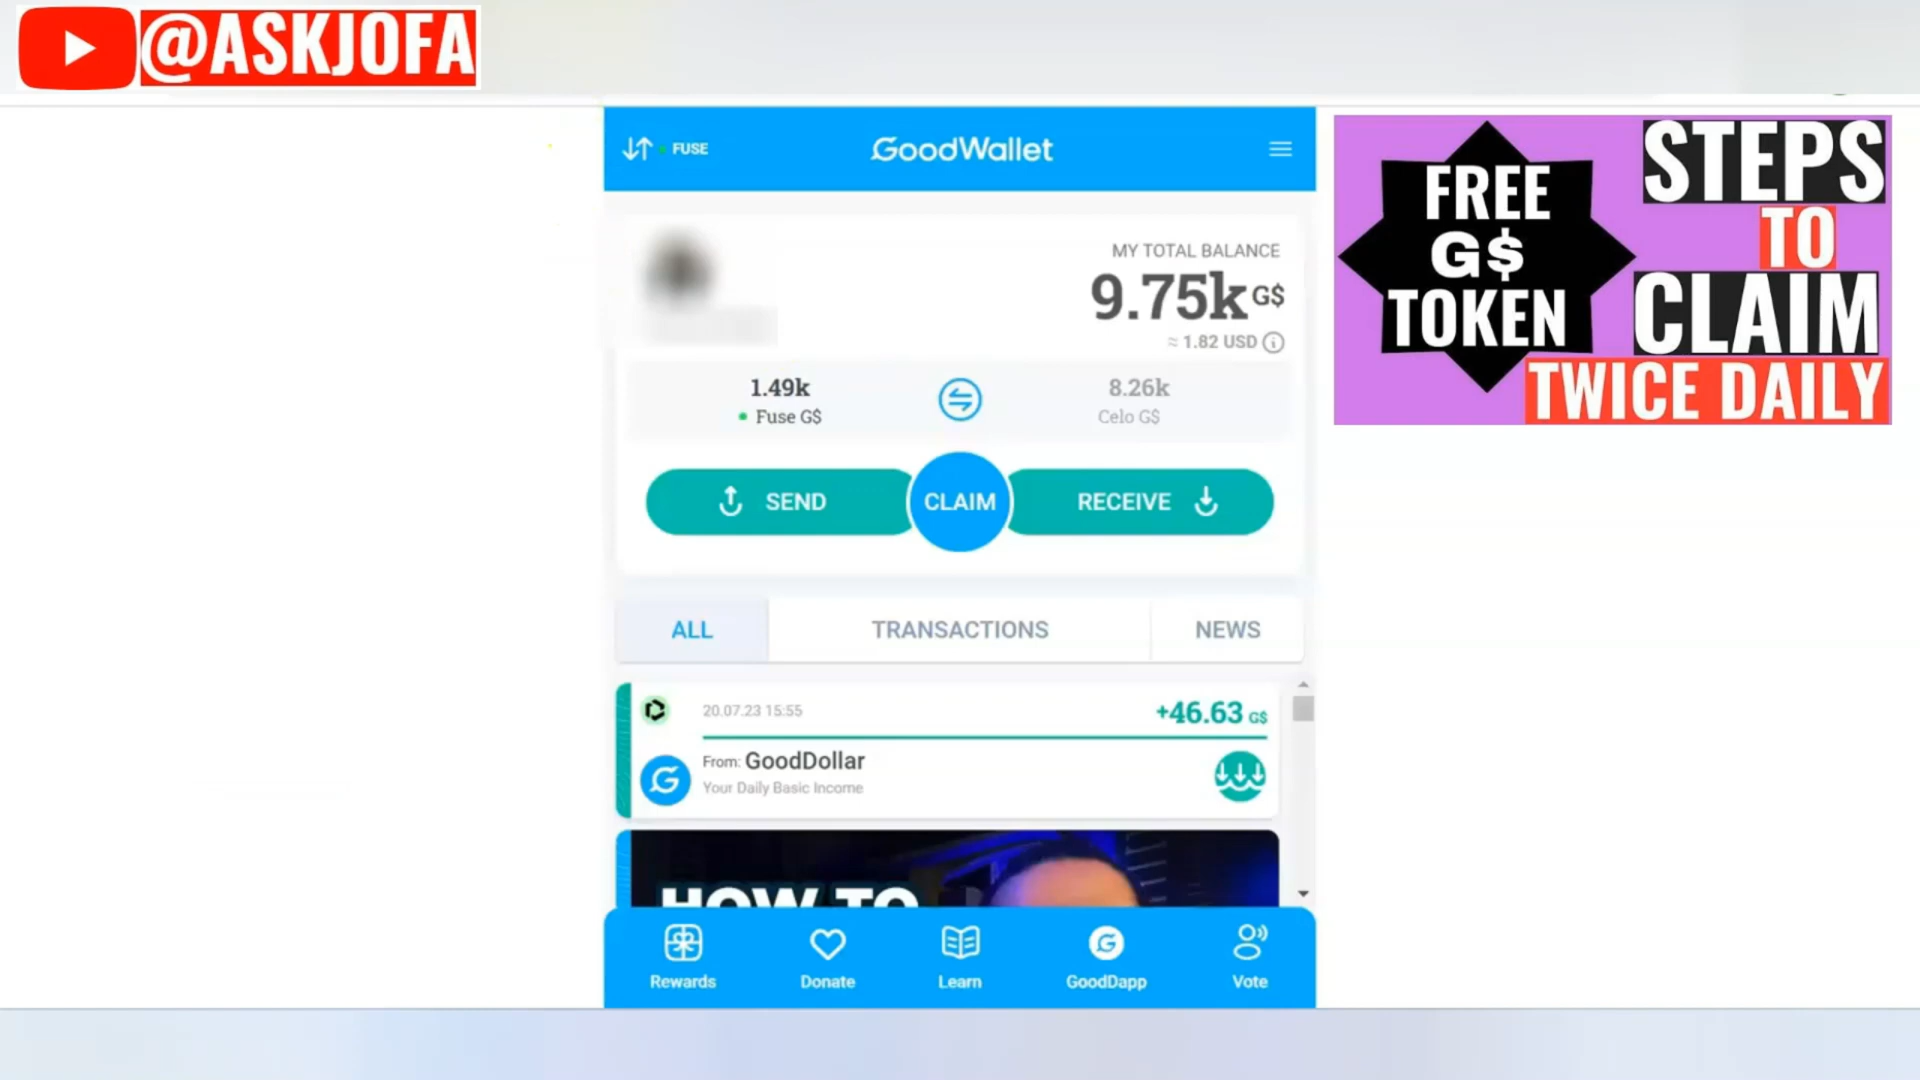 @ASKJOFA
FUSE
GoodWallet
FREE
G$
TOKEN
STEPS
TO
CLAIM
TWICE DAILY
MY TOTAL BALANCE
9.75k G$
≈ 1.82 USD
1.49k
Fuse G$
8.26k
Celo G$
SEND
CLAIM
RECEIVE
ALL
TRANSACTIONS
NEWS
20.07.23 15:55
+46.63 G$
From: GoodDollar
Your Daily Basic Income
HOW TO
Rewards
Donate
Learn
GoodDapp
Vote